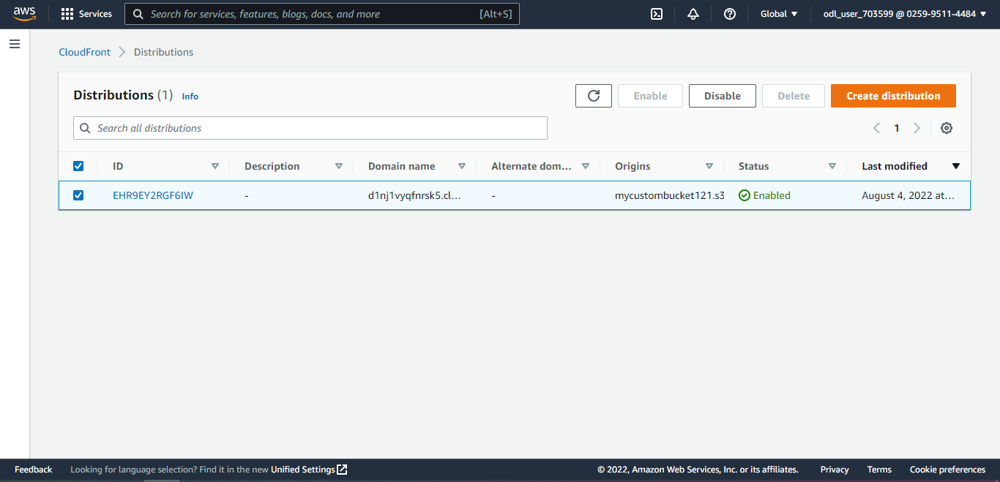 aws Services Search for services, features, blogs, docs, and more [Alt+S] Global odl_user_703599 @ 0259-9511-4484
CloudFront Distributions
Distributions (1) Info Enable Disable Delete Create distribution
Search all distributions 1
ID Description Domain name Alternate dom... Origins Status Last modified
EHR9EY2RGF6IW - d1nj1vyqfnrsk5.cl... - mycustombucket121.s3 Enabled August 4, 2022 at...
Feedback Looking for language selection? Find it in the new Unified Settings © 2022, Amazon Web Services, Inc. or its affiliates. Privacy Terms Cookie preferences